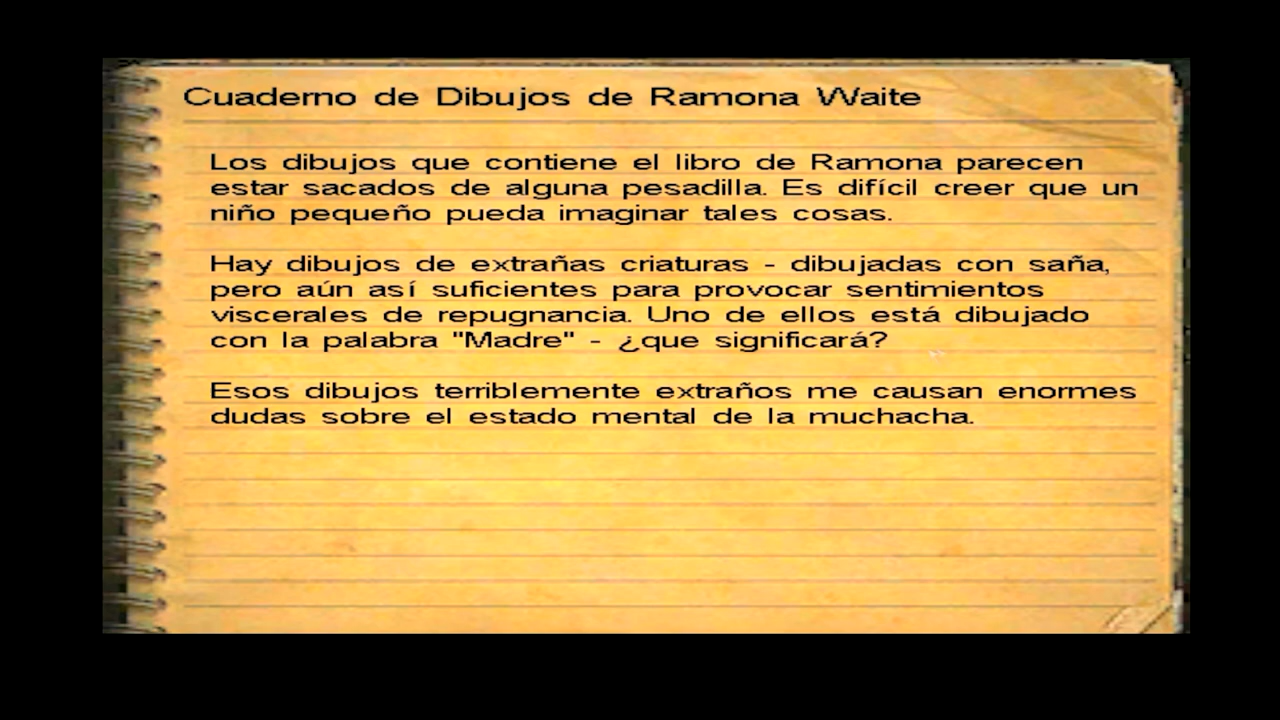 Cuaderno de Dibujos de Ramona Waite
Los dibujos que contiene el libro de Ramona parecen
estar sacados de alguna pesadilla. Es difícil creer que un
niño pequeño pueda imaginar tales cosas.
Hay dibujos de extrañas criaturas - dibujadas con saña,
pero aún así suficientes para provocar sentimientos
viscerales de repugnancia. Uno de ellos está dibujado
con la palabra "Madre" - ¿que significará?
Esos dibujos terriblemente extraños me causan enormes
dudas sobre el estado mental de la muchacha.